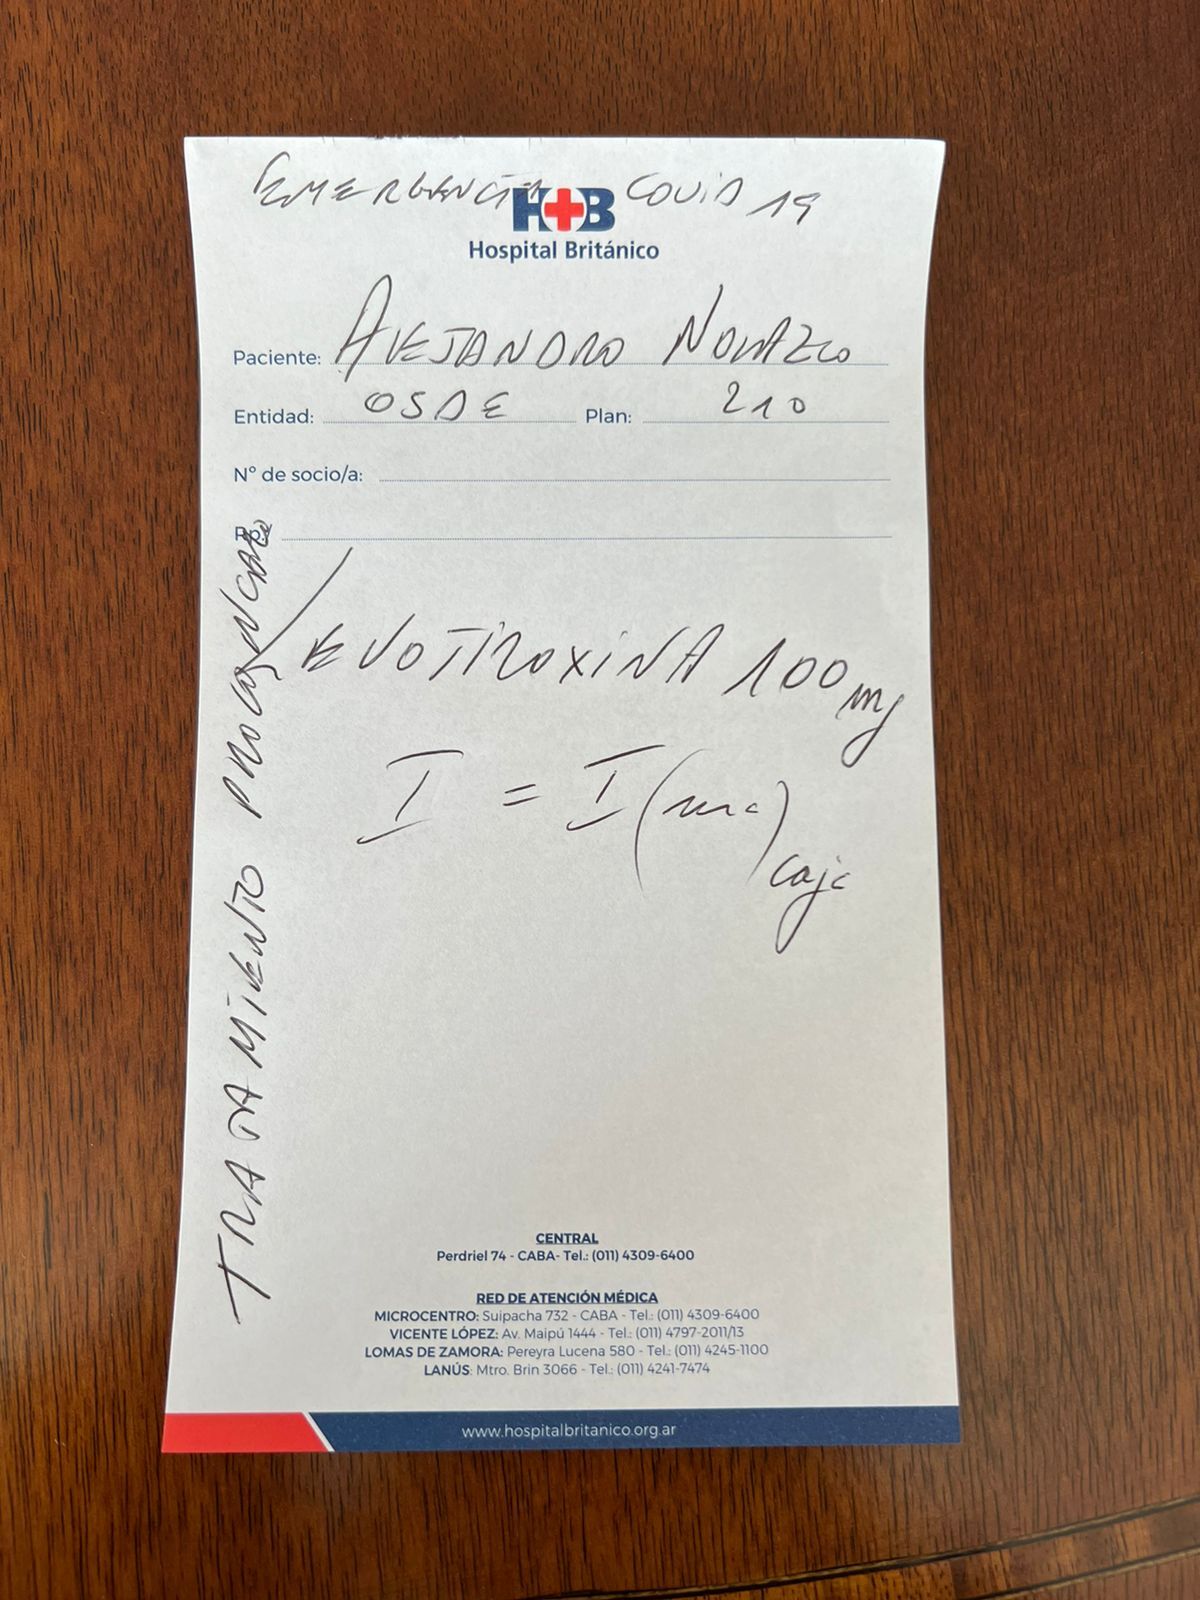 EMERGENCIA COVID 19
H+B
Hospital Británico
Paciente: ALEJANDRO
Entidad: OSDE Plan: 210
Nº de socio/a:
Rp.
LEVOTIROXINA 100 mg
I = I (una) caja
TRATAMIENTO PROLONGADO
CENTRAL
Perdriel 74 - CABA- Tel.: (011) 4309-6400
RED DE ATENCIÓN MÉDICA
MICROCENTRO: Suipacha 732 - CABA - Tel.: (011) 4309-6400
VICENTE LÓPEZ: Av. Maipú 1444 - Tel.: (011) 4797-2011/13
LOMAS DE ZAMORA: Pereyra Lucena 580 - Tel.: (011) 4245-1100
LANÚS: Mtro. Brin 3066 - Tel.: (011) 4241-7474
www.hospitalbritanico.org.ar